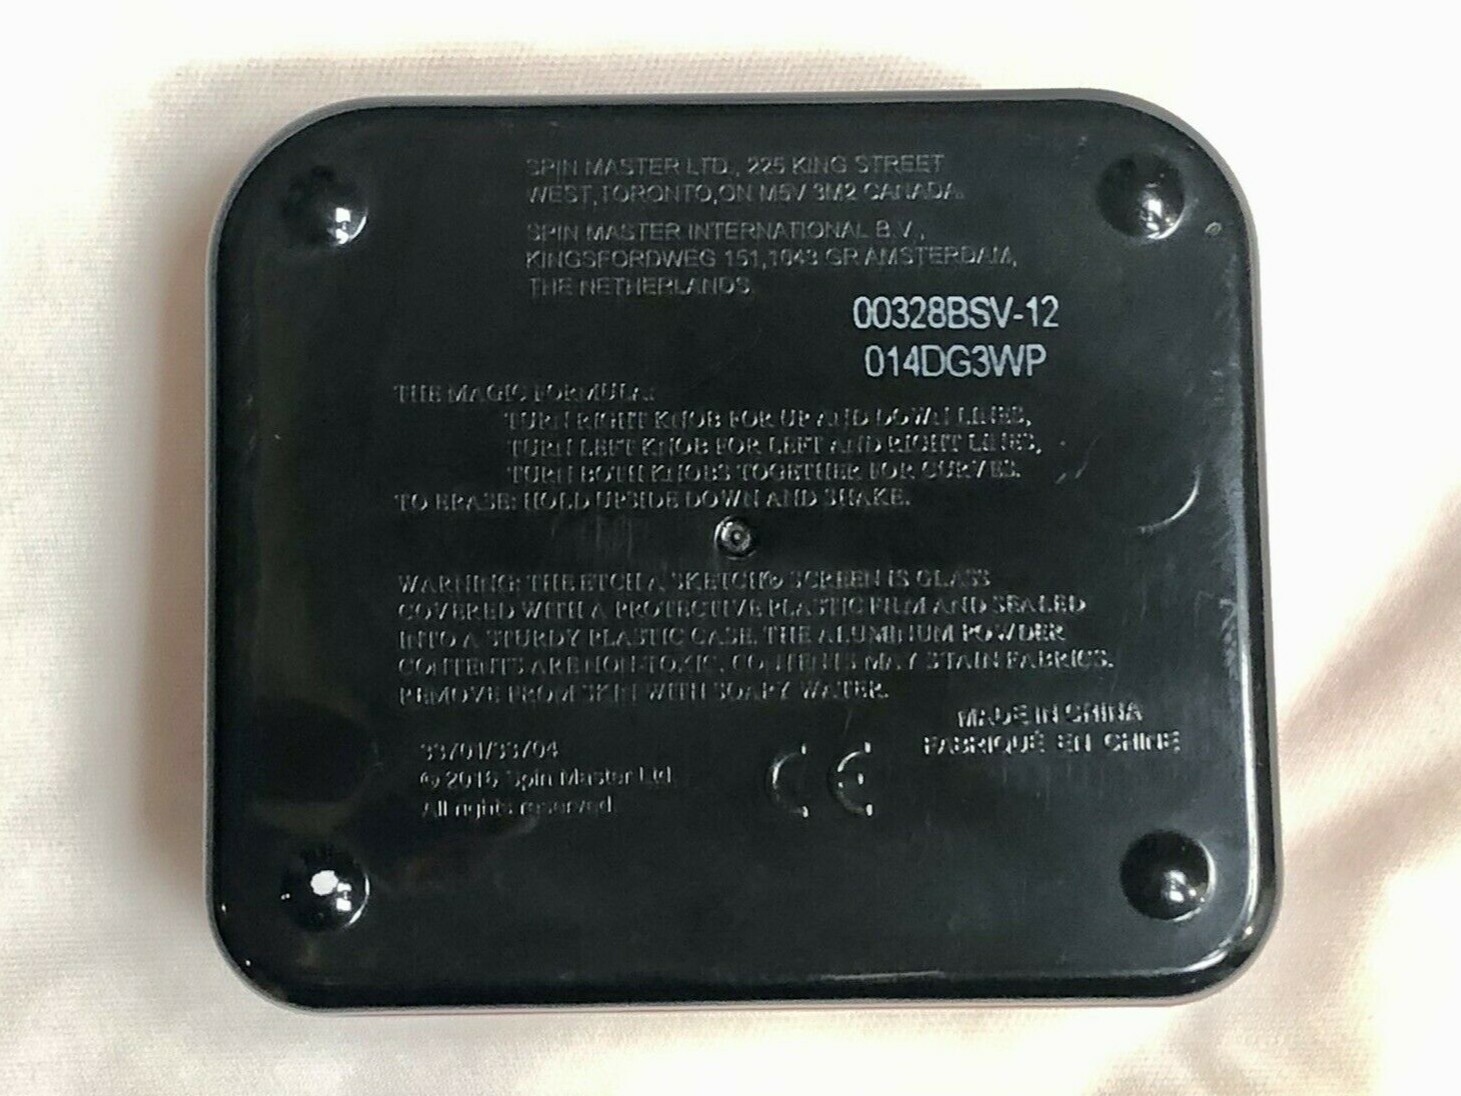 SPIN MASTER LTD., 225 KING STREET
WEST, TORONTO, ON M5V 3M2 CANADA.
SPIN MASTER INTERNATIONAL B.V.,
KINGSFORDWEG 151, 1043 GR AMSTERDAM,
THE NETHERLANDS.
00328BSV-12
014DG3WP
THE MAGIC FORMULA:
TURN RIGHT KNOB FOR UP AND DOWN LINES,
TURN LEFT KNOB FOR LEFT AND RIGHT LINES,
TURN BOTH KNOBS TOGETHER FOR CURVES.
TO ERASE: HOLD UPSIDE DOWN AND SHAKE.
WARNING: THE ETCH A SKETCH® SCREEN IS GLASS
COVERED WITH A PROTECTIVE PLASTIC FILM AND SEALED
INTO A STURDY PLASTIC CASE. THE ALUMINUM POWDER
CONTENTS ARE NON-TOXIC. CONTENTS MAY STAIN FABRICS.
REMOVE FROM SKIN WITH SOAPY WATER.
MADE IN CHINA
FABRIQUÉ EN CHINE
33701/33704
© 2016 Spin Master Ltd.
All rights reserved.
CE